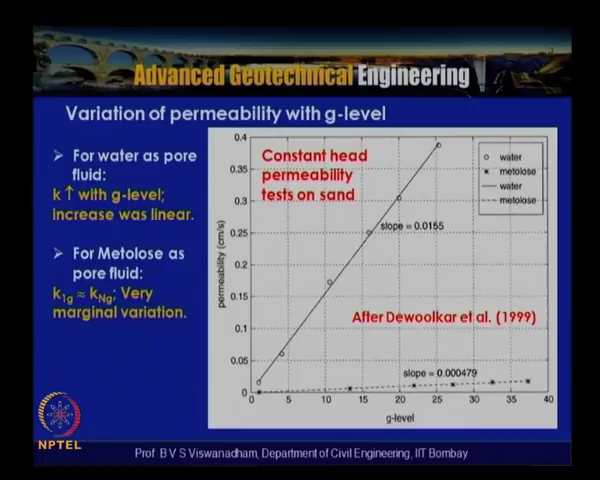 Advanced Geotechnical Engineering
Variation of permeability with g-level
➢ For water as pore
fluid:
k ↑ with g-level;
increase was linear.
➢ For Metolose as
pore fluid:
k1g ≈ kNg; Very
marginal variation.
Constant head
permeability
tests on sand
water
metolose
water
metolose
slope = 0.0155
After Dewoolkar et al. (1999)
slope = 0.000479
permeability (cm/s)
0.4
0.35
0.3
0.25
0.2
0.15
0.1
0.05
0
0 5 10 15 20 25 30 35 40
g-level
NPTEL
Prof B V S Viswanadham, Department of Civil Engineering, IIT Bombay